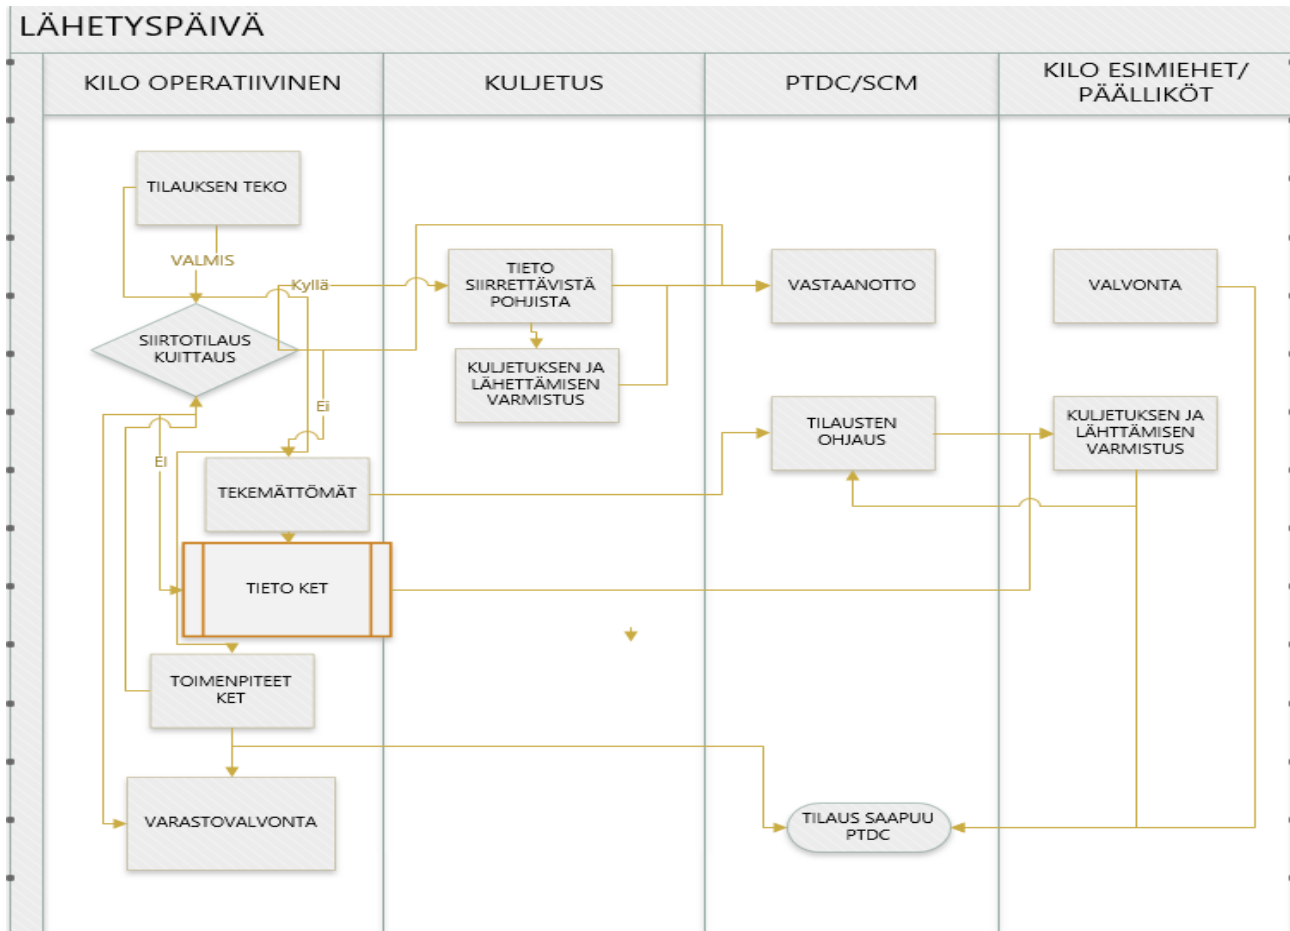 LÄHETYSPÄIVÄ
KILO OPERATIIVINEN
KULJETUS
PTDC/SCM
KILO ESIMIEHET/
PÄÄLLIKÖT
TILAUKSEN TEKO
VALMIS
Kyllä
SIIRTOTILAUS
KUITTAUS
Ei
EI
TEKEMÄTTÖMÄT
TIETO KET
TOIMENPITEET
KET
VARASTOVALVONTA
TIETO
SIIRRETTÄVISTÄ
POHJISTA
KULJETUKSEN JA
LÄHETTÄMISEN
VARMISTUS
VASTAANOTTO
TILAUSTEN
OHJAUS
TILAUS SAAPUU
PTDC
VALVONTA
KULJETUKSEN JA
LÄHTTÄMISEN
VARMISTUS